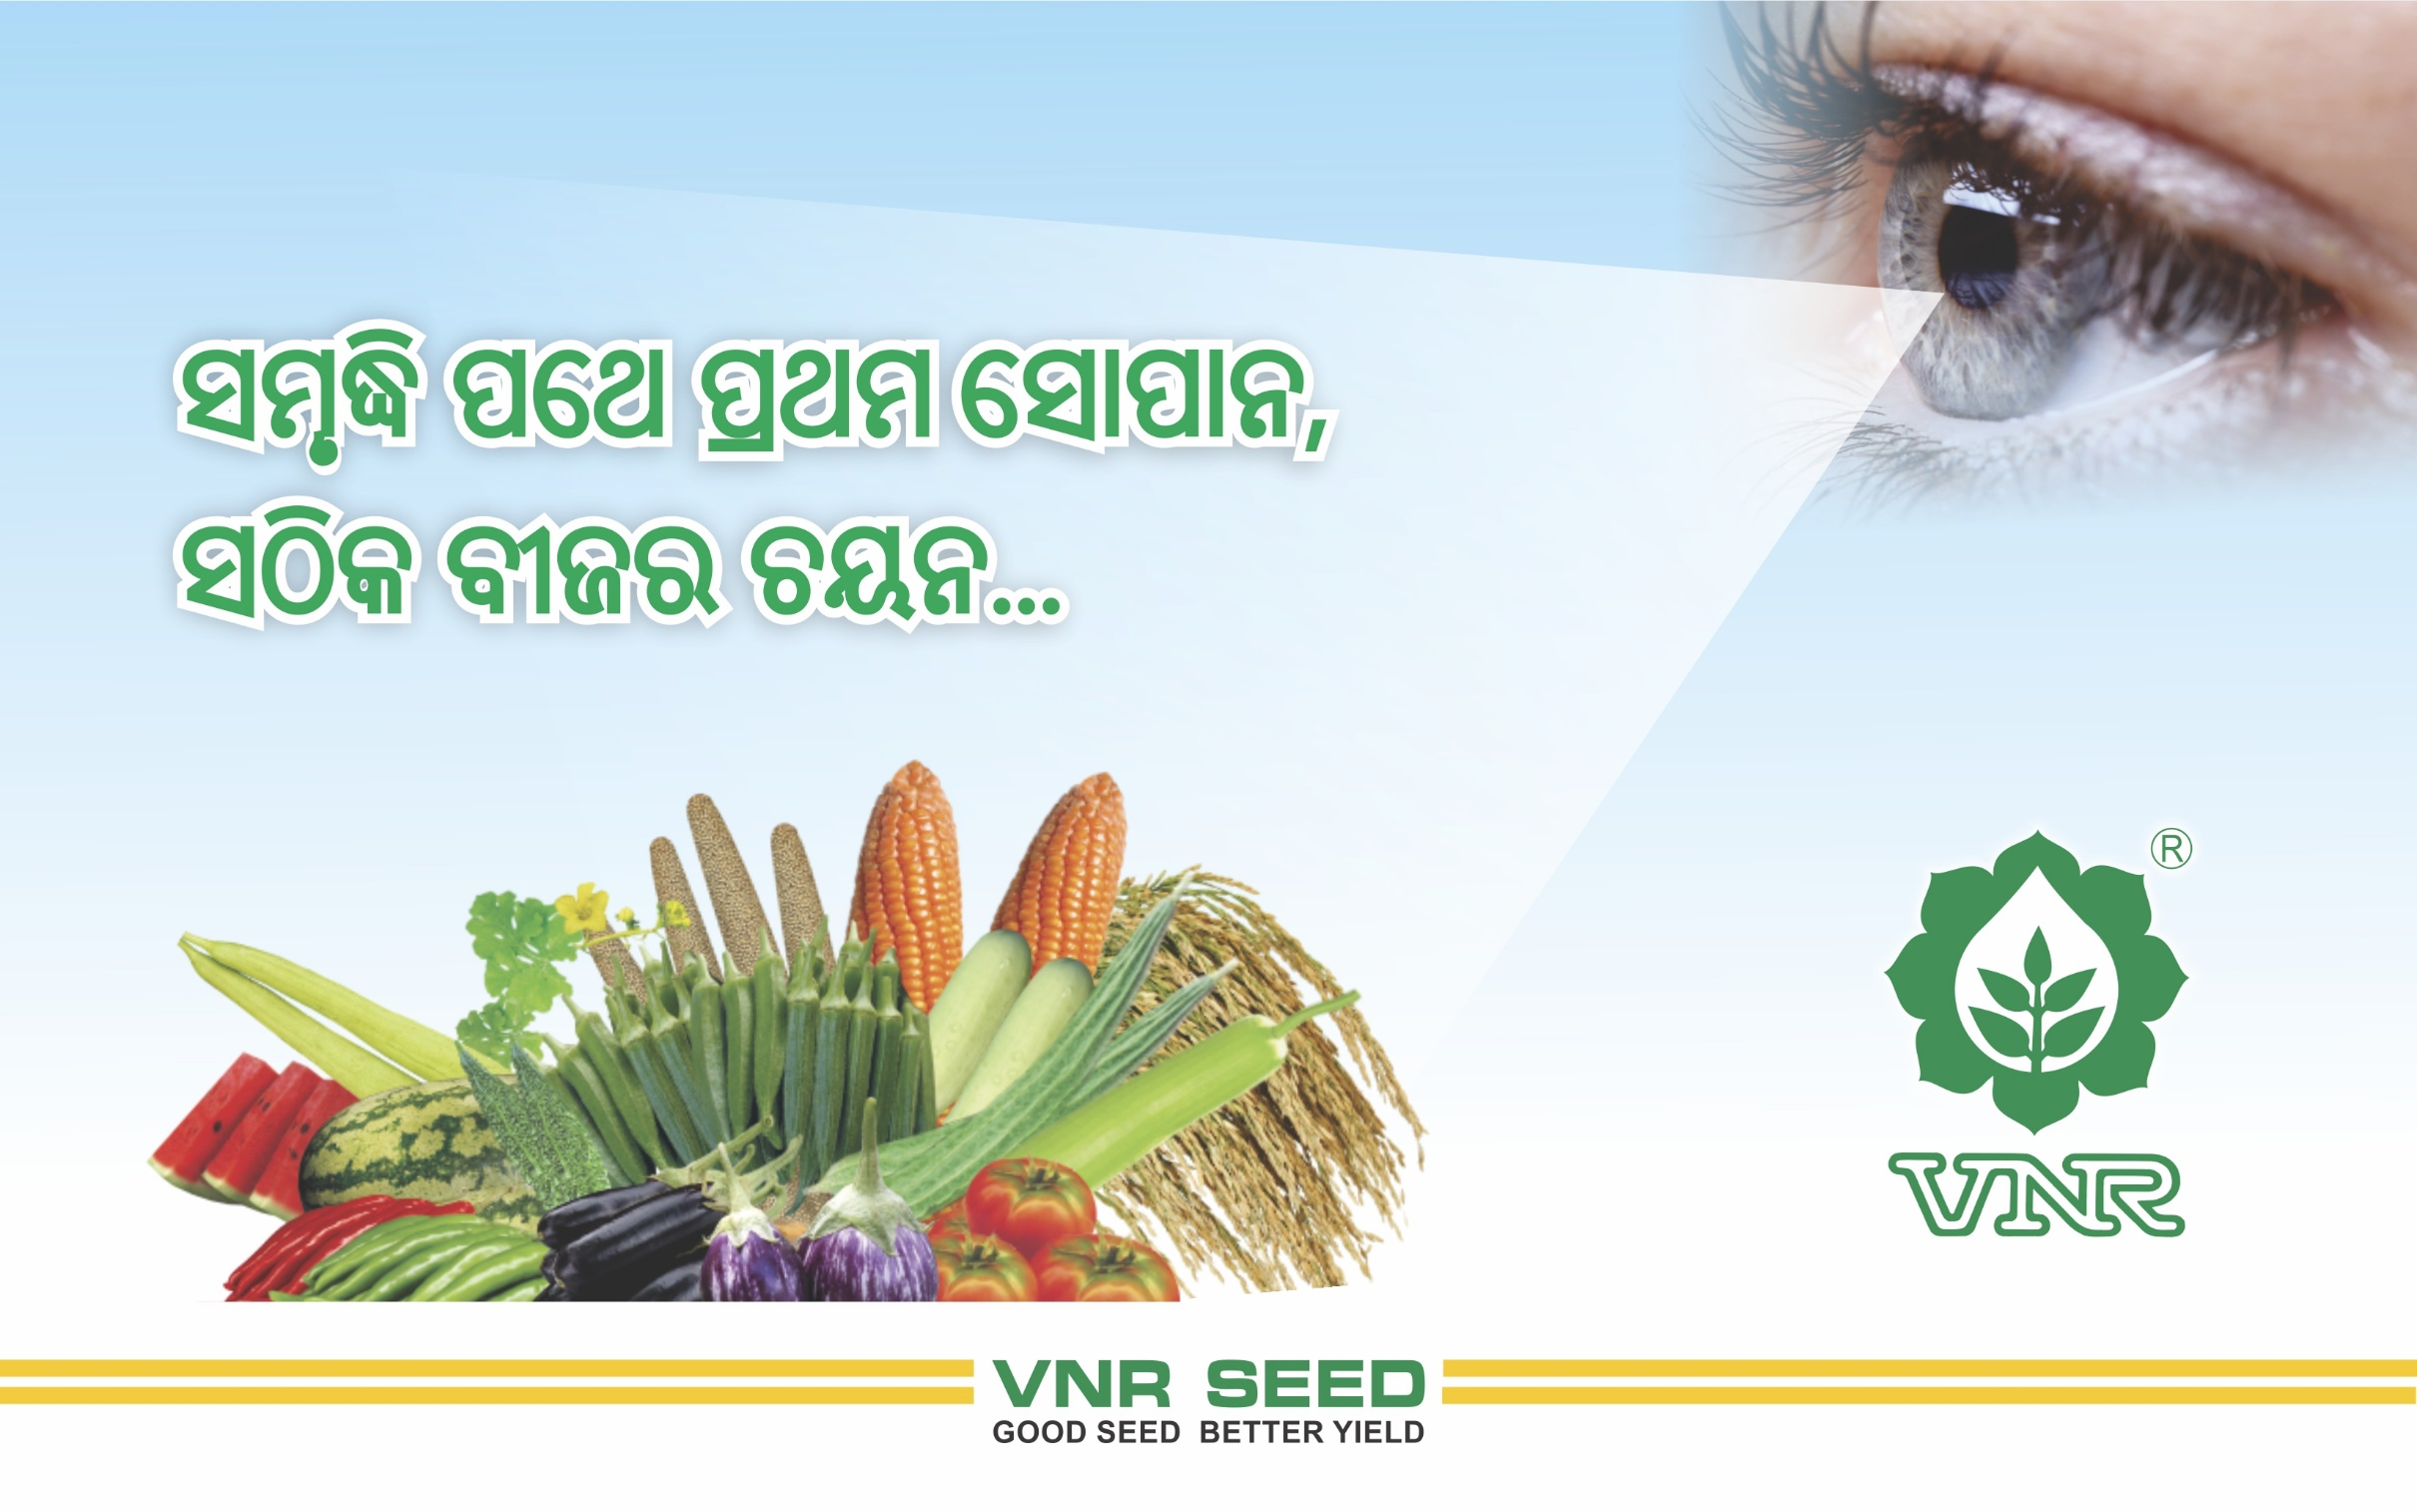 ସମୃଦ୍ଧି ପଥେ ପ୍ରଥମ ସୋପାନ,
ସଠିକ ବୀଜର ଚୟନ...
®
VNR
VNR SEED
GOOD SEED BETTER YIELD